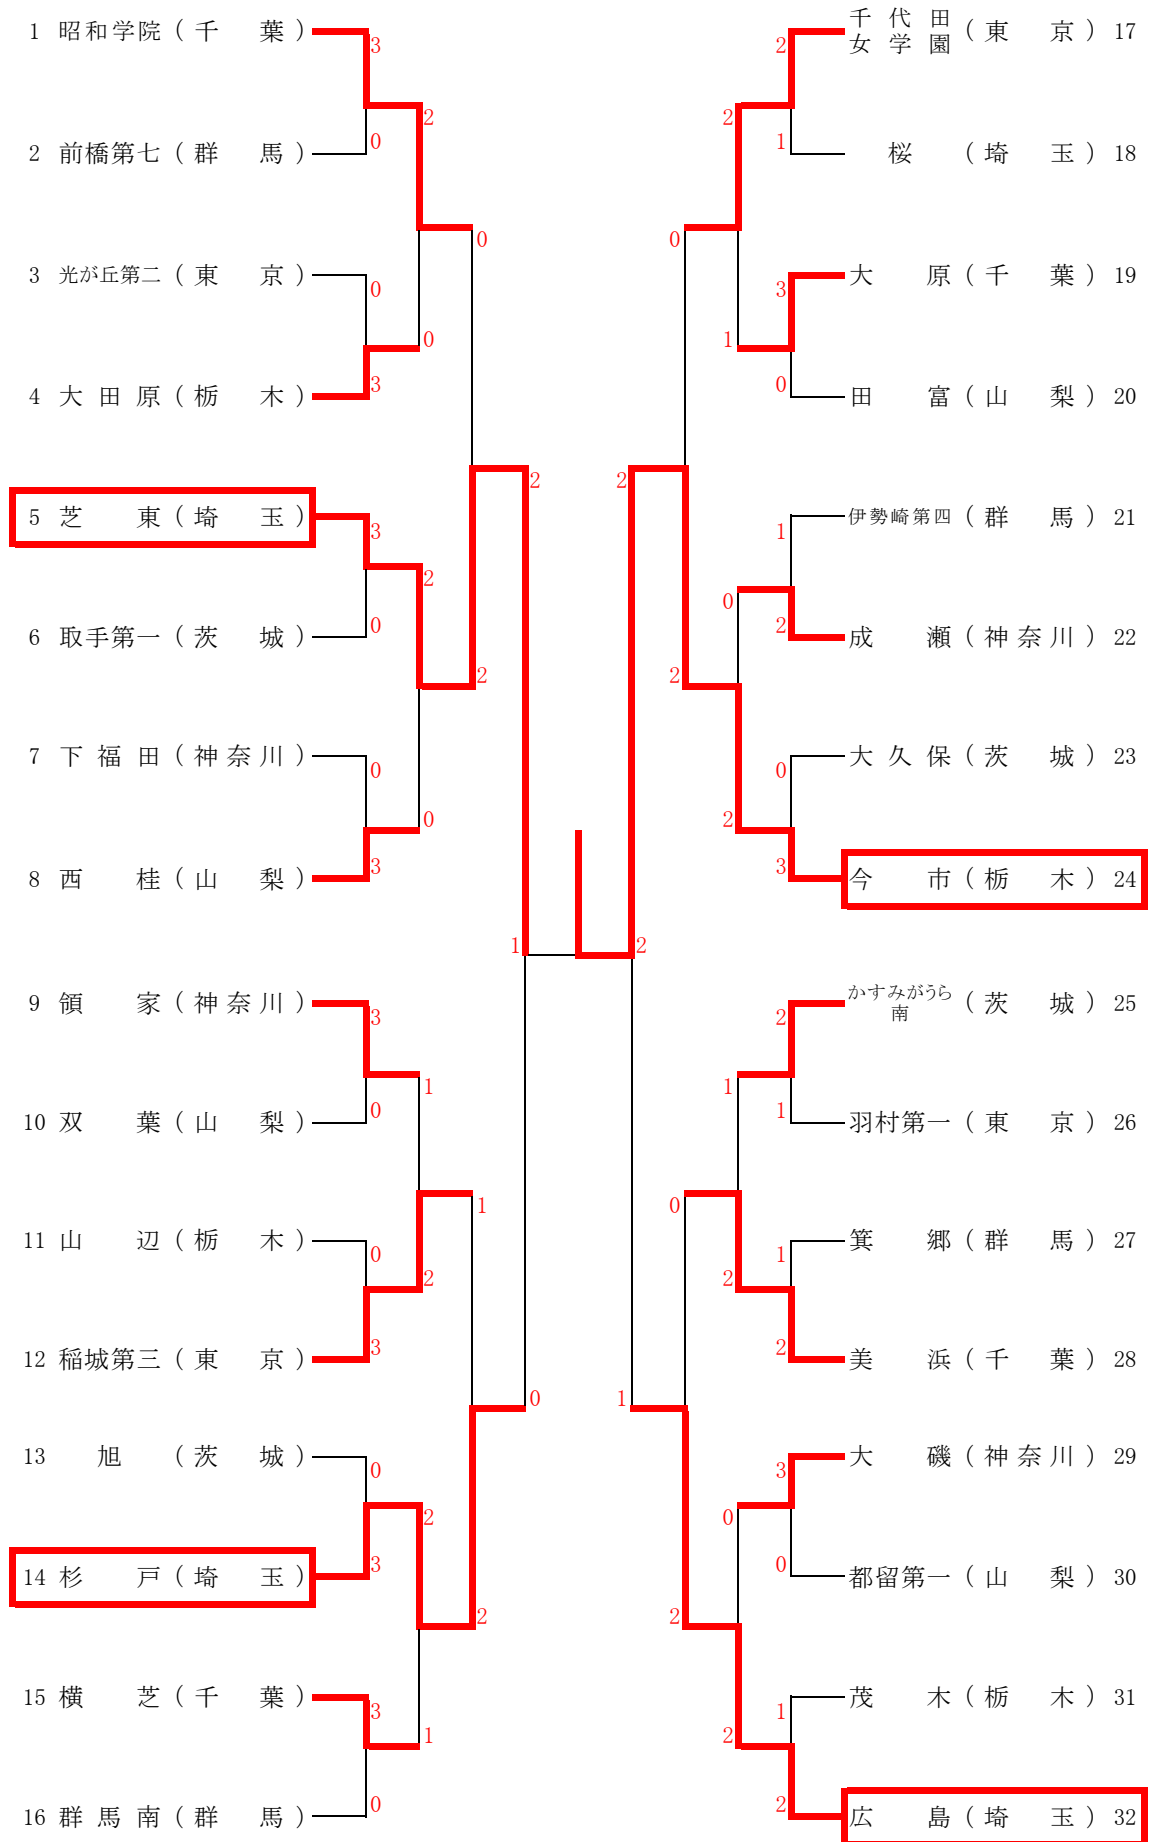 1 昭和学院 （ 千 葉 ）
3
0
2 前橋第七 （ 群 馬 ）
2
0
3 光が丘第二 （ 東 京 ）
0
3
4 大田原 （ 栃 木 ）
0
2
5 芝 東 （ 埼 玉 ）
3
0
6 取手第一 （ 茨 城 ）
2
2
7 下福田 （ 神奈川 ）
0
3
8 西 桂 （ 山 梨 ）
0
1
9 領 家 （ 神奈川 ）
3
0
10 双 葉 （ 山 梨 ）
1
1
11 山 辺 （ 栃 木 ）
0
3
12 稲城第三 （ 東 京 ）
2
0
13 旭 （ 茨 城 ）
0
3
14 杉 戸 （ 埼 玉 ）
2
2
15 横 芝 （ 千 葉 ）
3
0
16 群馬南 （ 群 馬 ）
1
千代田
女学園 （ 東 京 ） 17
2
1
桜 （ 埼 玉 ） 18
2
0
大 原 （ 千 葉 ） 19
3
0
田 富 （ 山 梨 ） 20
1
2
伊勢崎第四 （ 群 馬 ） 21
1
2
成 瀬 （ 神奈川 ） 22
0
2
大久保 （ 茨 城 ） 23
0
3
今 市 （ 栃 木 ） 24
2
2
かすみがうら
南 （ 茨 城 ） 25
2
1
羽村第一 （ 東 京 ） 26
1
0
箕 郷 （ 群 馬 ） 27
1
2
美 浜 （ 千 葉 ） 28
2
1
大 磯 （ 神奈川 ） 29
3
0
都留第一 （ 山 梨 ） 30
0
2
茂 木 （ 栃 木 ） 31
1
2
広 島 （ 埼 玉 ） 32
2